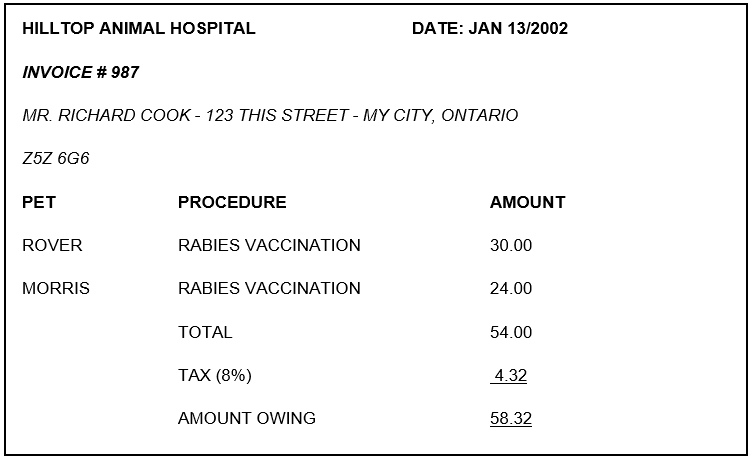 HILLTOP ANIMAL HOSPITAL DATE: JAN 13/2002
INVOICE # 987
MR. RICHARD COOK - 123 THIS STREET - MY CITY, ONTARIO
Z5Z 6G6
PET PROCEDURE AMOUNT
ROVER RABIES VACCINATION 30.00
MORRIS RABIES VACCINATION 24.00
TOTAL 54.00
TAX (8%) 4.32
AMOUNT OWING 58.32